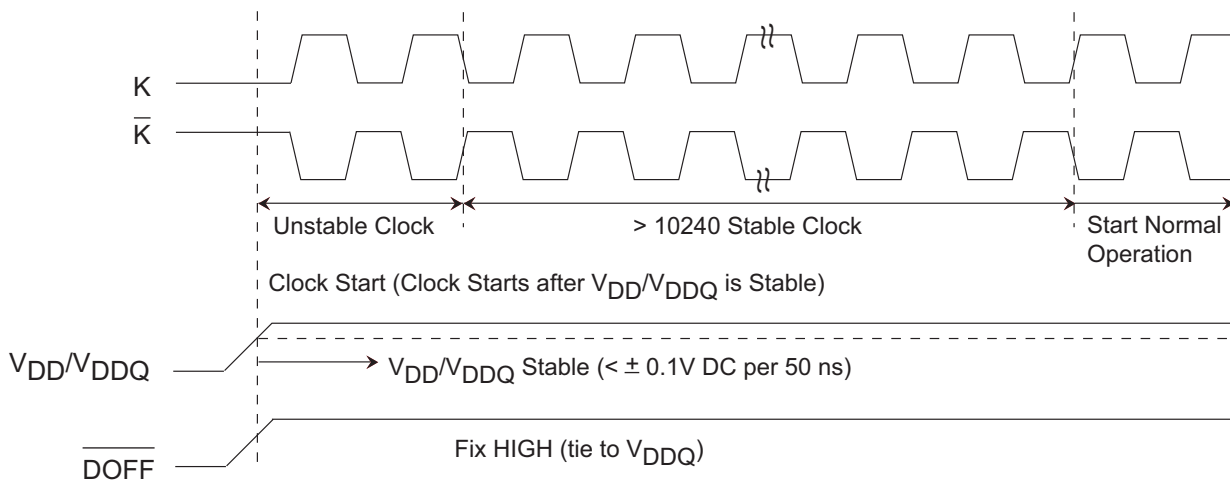 K
K̅
Unstable Clock
> 10240 Stable Clock
Start Normal
Operation
Clock Start (Clock Starts after VDD/VDDQ is Stable)
VDD/VDDQ
VDD/VDDQ Stable (< ± 0.1V DC per 50 ns)
Fix HIGH (tie to VDDQ)
D̅O̅F̅F̅